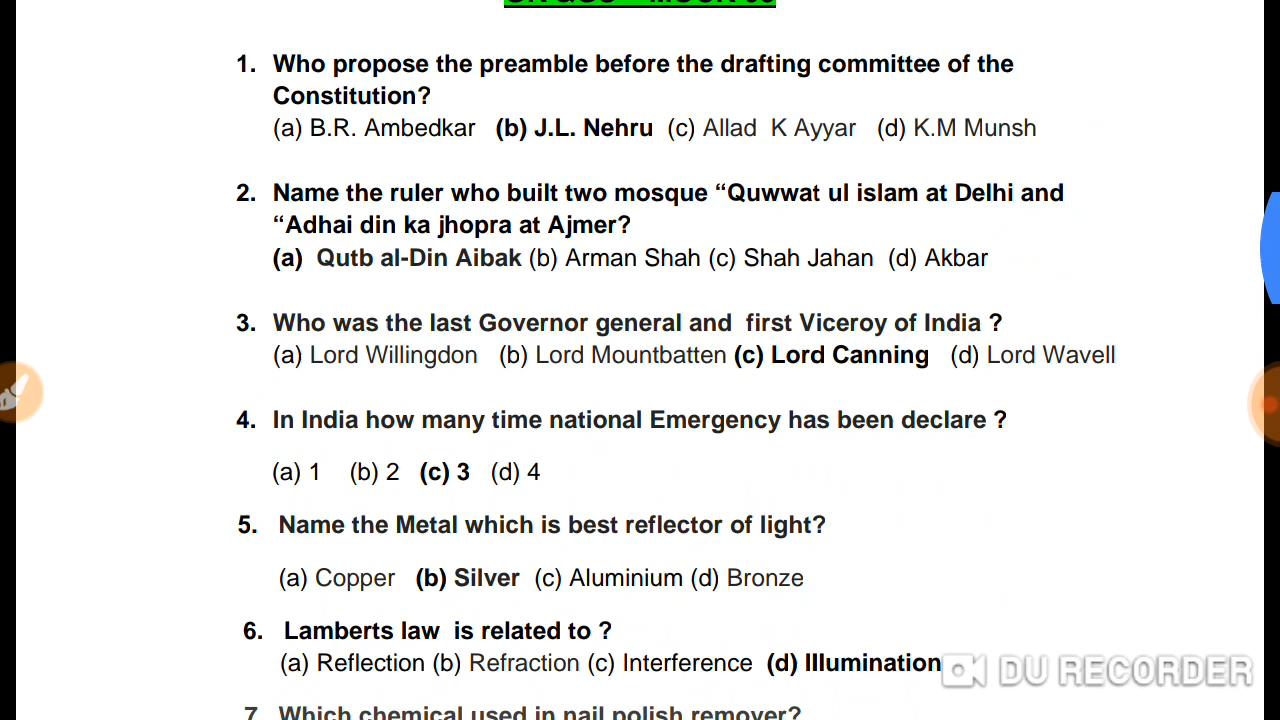 1. Who propose the preamble before the drafting committee of the
Constitution?
(a) B.R. Ambedkar (b) J.L. Nehru (c) Allad K Ayyar (d) K.M Munsh
2. Name the ruler who built two mosque “Quwwat ul islam at Delhi and
“Adhai din ka jhopra at Ajmer?
(a) Qutb al-Din Aibak (b) Arman Shah (c) Shah Jahan (d) Akbar
3. Who was the last Governor general and first Viceroy of India ?
(a) Lord Willingdon (b) Lord Mountbatten (c) Lord Canning (d) Lord Wavell
4. In India how many time national Emergency has been declare ?
(a) 1 (b) 2 (c) 3 (d) 4
5. Name the Metal which is best reflector of light?
(a) Copper (b) Silver (c) Aluminium (d) Bronze
6. Lamberts law is related to ?
(a) Reflection (b) Refraction (c) Interference (d) Illumination
DU RECORDER
7 Which chemical used in nail polish remover?